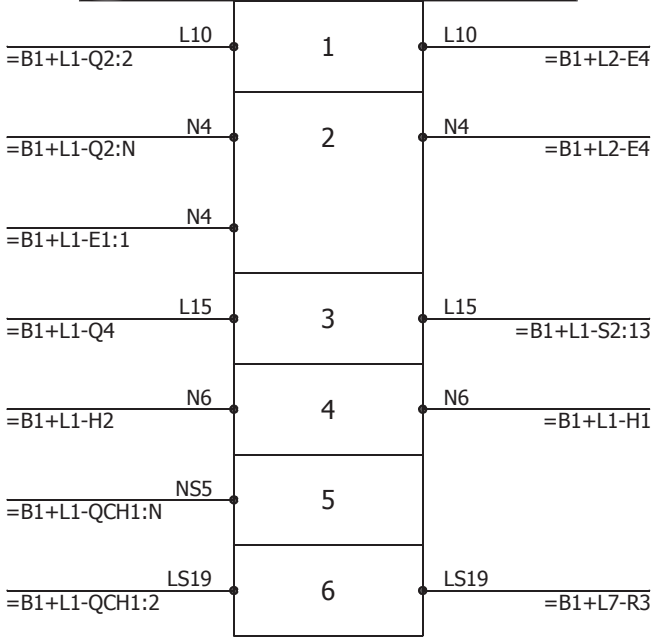 L10 1 L10
=B1+L1-Q2:2 =B1+L2-E4
N4 2 N4
=B1+L1-Q2:N =B1+L2-E4
N4
=B1+L1-E1:1
L15 3 L15
=B1+L1-Q4 =B1+L1-S2:13
N6 4 N6
=B1+L1-H2 =B1+L1-H1
NS5 5
=B1+L1-QCH1:N
LS19 6 LS19
=B1+L1-QCH1:2 =B1+L7-R3